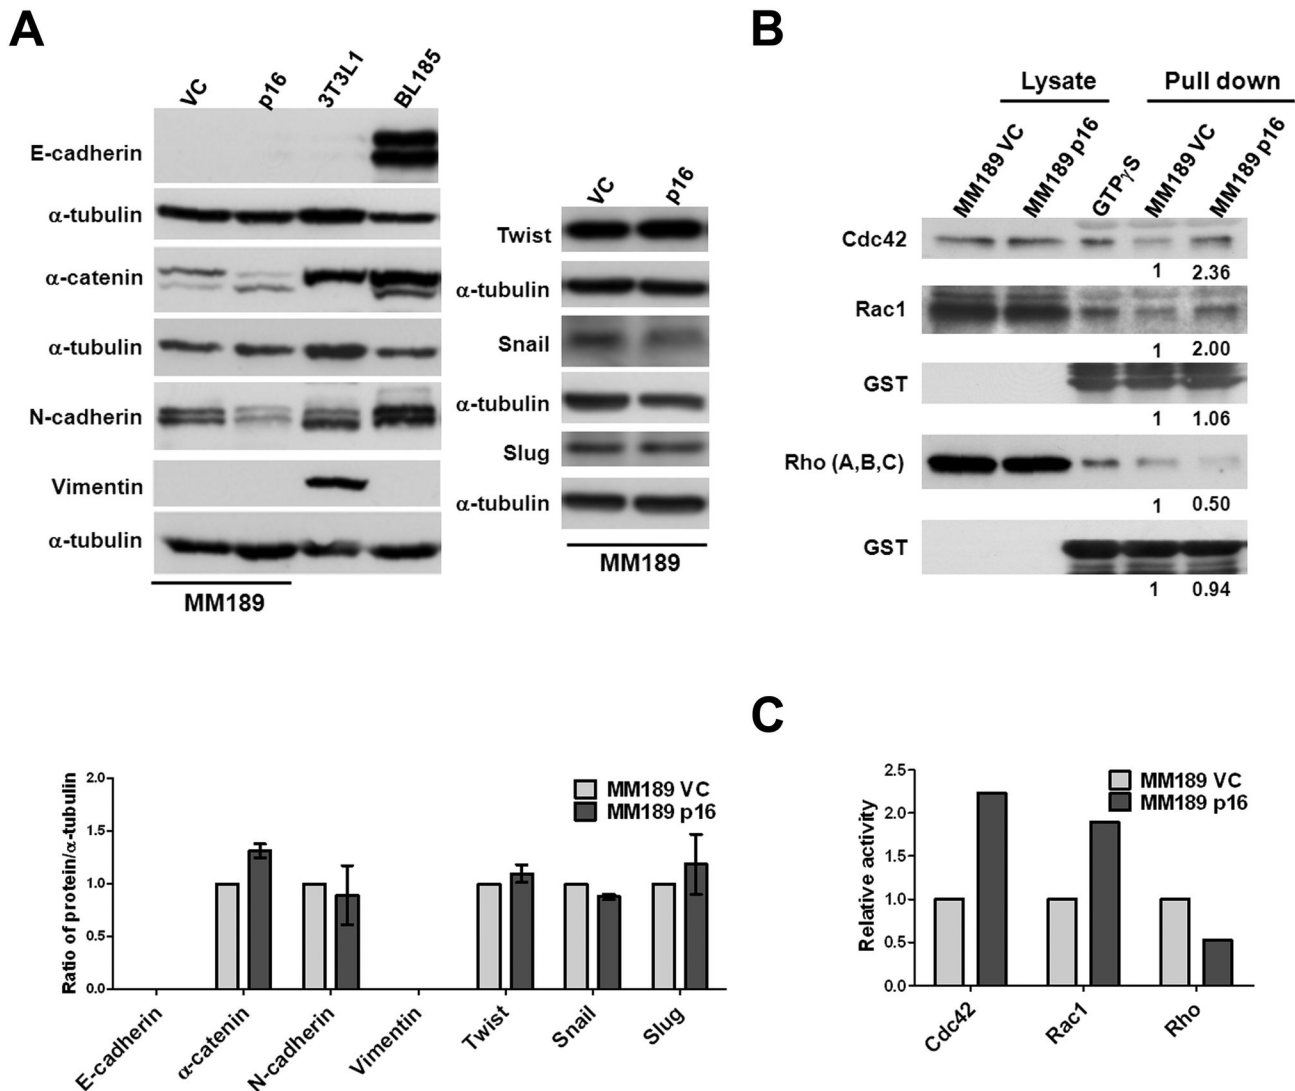 A
VC p16 3T3L1 BL185
E-cadherin
α-tubulin
α-catenin
α-tubulin
N-cadherin
Vimentin
α-tubulin
MM189
VC p16
Twist
α-tubulin
Snail
α-tubulin
Slug
α-tubulin
MM189
B
Lysate Pull down
MM189 VC MM189 p16 GTPγS MM189 VC MM189 p16
Cdc42
1 2.36
Rac1
1 2.00
GST
1 1.06
Rho (A,B,C)
1 0.50
GST
1 0.94
Ratio of protein/α-tubulin
2.0
1.5
1.0
0.5
0.0
MM189 VC
MM189 p16
E-cadherin α-catenin N-cadherin Vimentin Twist Snail Slug
C
Relative activity
2.5
2.0
1.5
1.0
0.5
0.0
MM189 VC
MM189 p16
Cdc42 Rac1 Rho